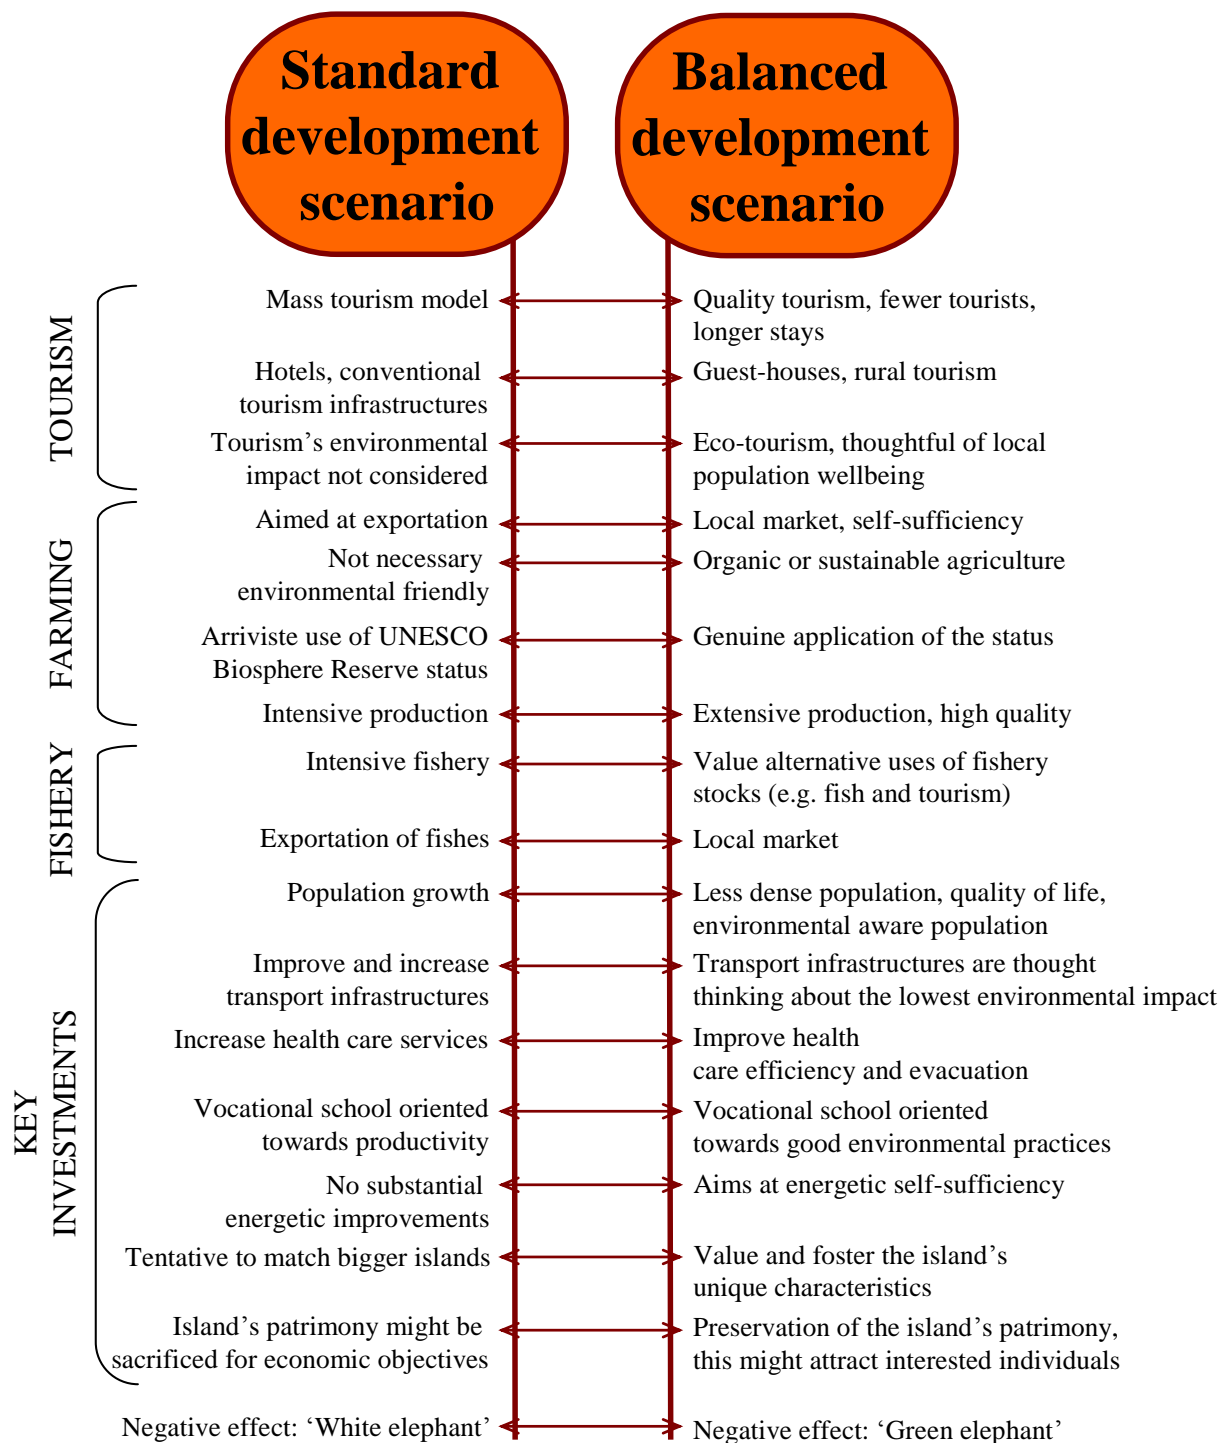 Standard
development
scenario
Balanced
development
scenario
TOURISM
Mass tourism model
Quality tourism, fewer tourists,
longer stays
Hotels, conventional
tourism infrastructures
Guest-houses, rural tourism
Tourism’s environmental
impact not considered
Eco-tourism, thoughtful of local
population wellbeing
FARMING
Aimed at exportation
Local market, self-sufficiency
Not necessary
environmental friendly
Organic or sustainable agriculture
Arriviste use of UNESCO
Biosphere Reserve status
Genuine application of the status
Intensive production
Extensive production, high quality
FISHERY
Intensive fishery
Value alternative uses of fishery
stocks (e.g. fish and tourism)
Exportation of fishes
Local market
KEY
INVESTMENTS
Population growth
Less dense population, quality of life,
environmental aware population
Improve and increase
transport infrastructures
Transport infrastructures are thought
thinking about the lowest environmental impact
Increase health care services
Improve health
care efficiency and evacuation
Vocational school oriented
towards productivity
Vocational school oriented
towards good environmental practices
No substantial
energetic improvements
Aims at energetic self-sufficiency
Tentative to match bigger islands
Value and foster the island’s
unique characteristics
Island’s patrimony might be
sacrificed for economic objectives
Preservation of the island’s patrimony,
this might attract interested individuals
Negative effect: ‘White elephant’
Negative effect: ‘Green elephant’